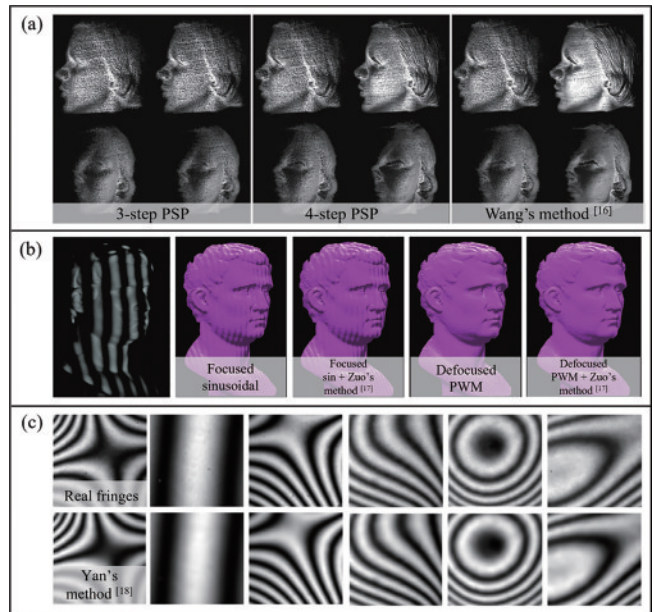 (a)
3-step PSP
4-step PSP
Wang's method [16]
(b)
Focused
sinusoidal
Focused
sin + Zuo's
method [17]
Defocused
PWM
Defocused
PWM + Zuo's
method [17]
(c)
Real fringes
Yan's
method [18]